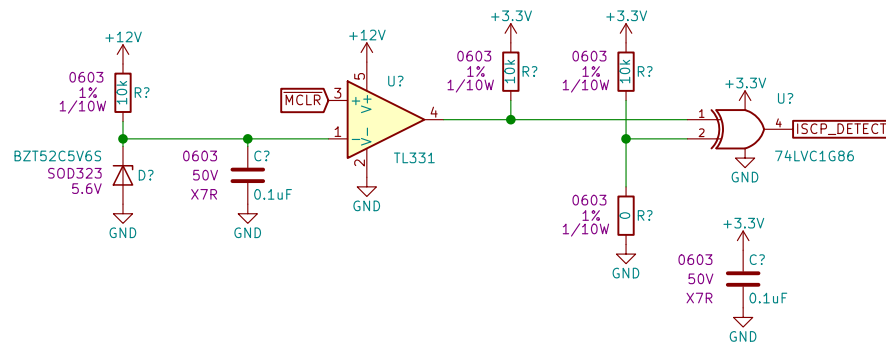 +12V
0603
1%
1/10W
10k
R?
BZT52C5V6S
SOD323
5.6V
D?
GND
0603
50V
X7R
C?
0.1uF
GND
MCLR
+12V
U?
5
3
1
4
2
+
V+
−
V-
TL331
GND
+3.3V
0603
1%
1/10W
10k
R?
+3.3V
0603
1%
1/10W
10k
R?
0603
1%
1/10W
0
R?
GND
+3.3V
U?
1
2
4
ISCP_DETECT
74LVC1G86
GND
+3.3V
0603
50V
X7R
C?
0.1uF
GND